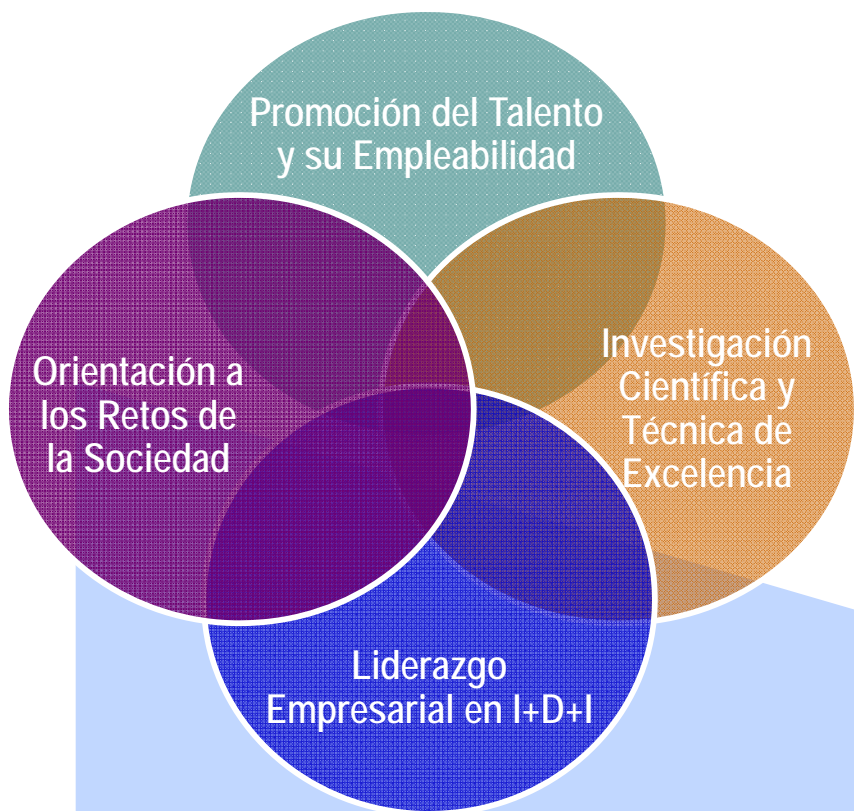 Promoción del Talento
y su Empleabilidad
Orientación a
los Retos de
la Sociedad
Investigación
Científica y
Técnica de
Excelencia
Liderazgo
Empresarial en I+D+I